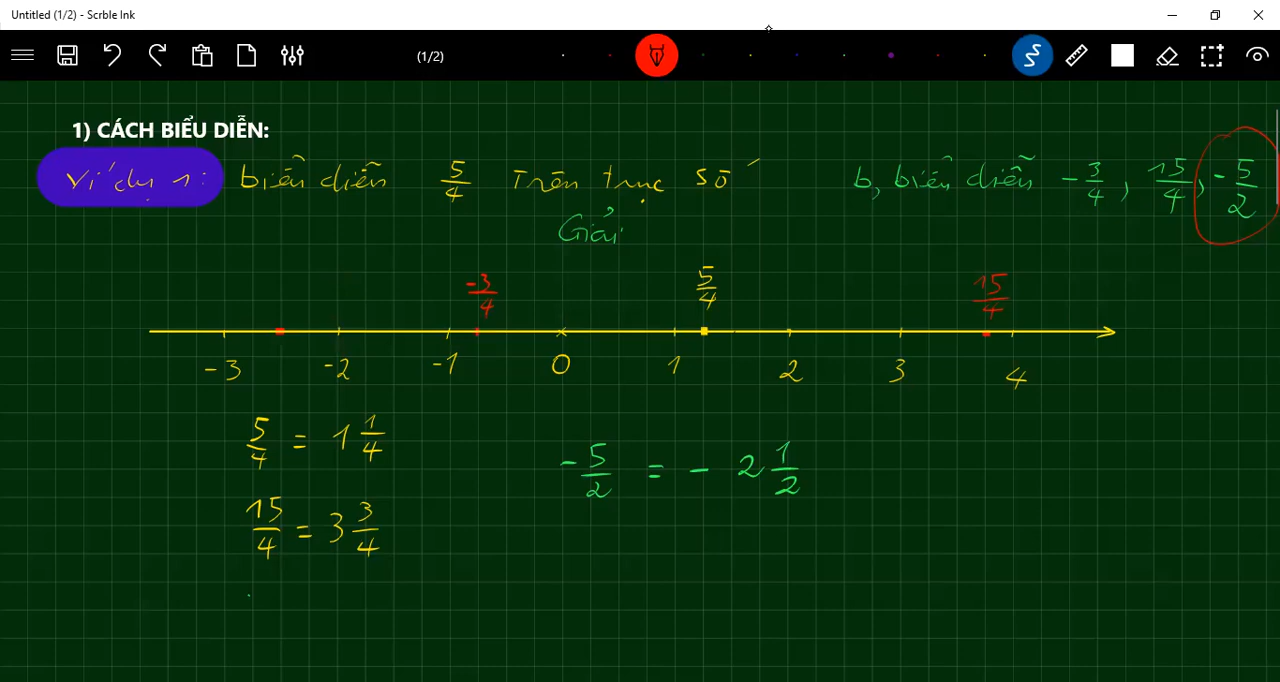 Untitled (1/2) - Scrble Ink
(1/2)
1) CÁCH BIỂU DIỄN:
Ví dụ 1: biểu diễn 5/4 Trên trục số b, biểu diễn -3/4, 15/4, -5/2
Giải
-3/4 5/4 15/4
-3 -2 -1 0 1 2 3 4
5/4 = 1 1/4
-5/2 = - 2 1/2
15/4 = 3 3/4